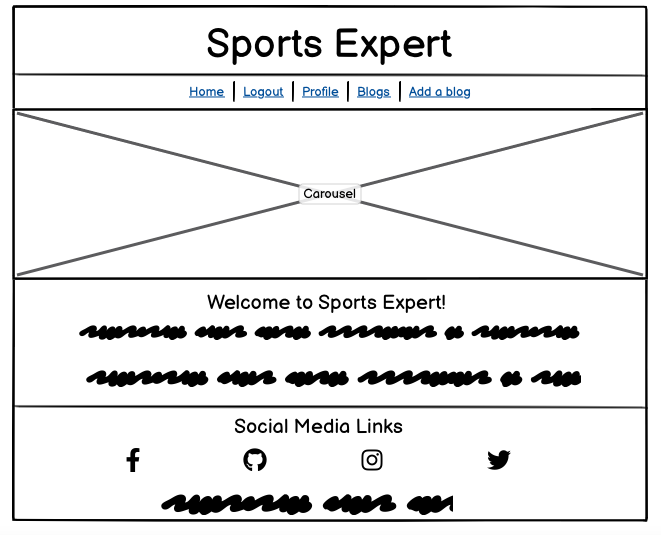 Sports Expert
Home Logout Profile Blogs Add a blog
Carousel
Welcome to Sports Expert!
Social Media Links